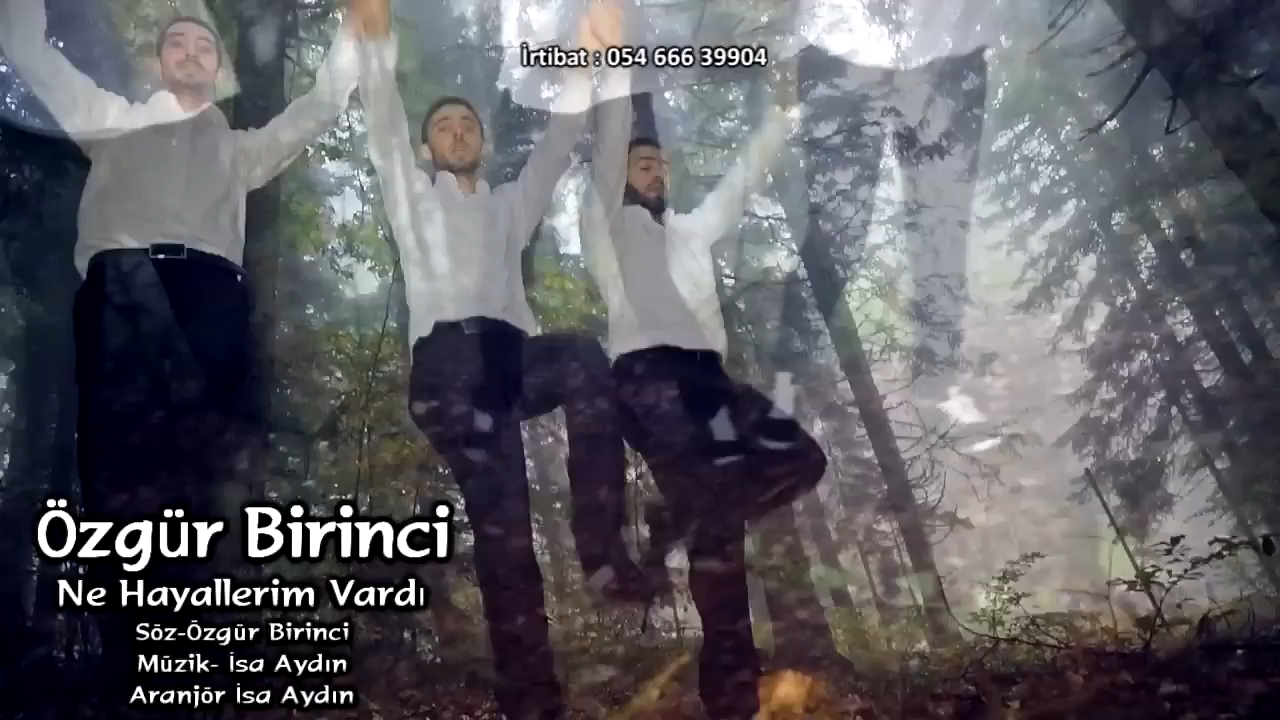 İrtibat : 054 666 39904
Özgür Birinci
Ne Hayallerim Vardı
Söz-Özgür Birinci
Müzik- İsa Aydın
Aranjör İsa Aydın